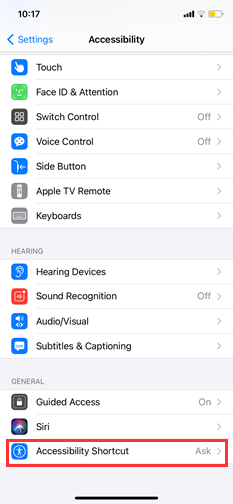 10:17
Settings
Accessibility
Touch
Face ID & Attention
Switch Control Off
Voice Control Off
Side Button
Apple TV Remote
Keyboards
HEARING
Hearing Devices
Sound Recognition Off
Audio/Visual
Subtitles & Captioning
GENERAL
Guided Access On
Siri
Accessibility Shortcut Ask